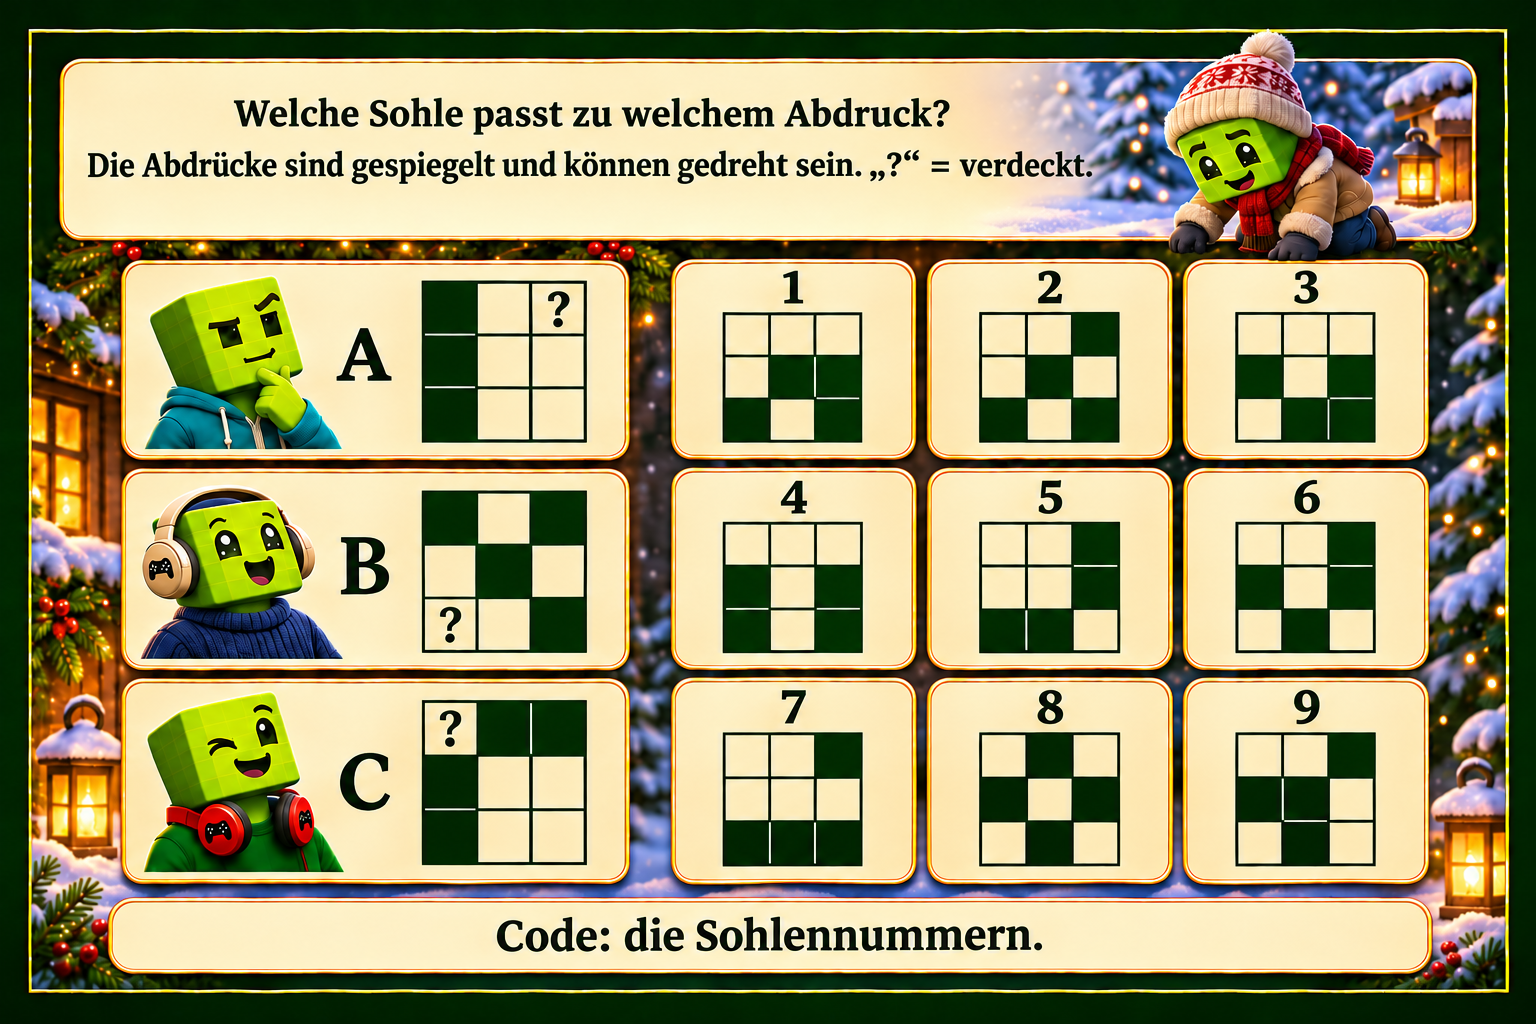 Welche Sohle passt zu welchem Abdruck?
Die Abdrücke sind gespiegelt und können gedreht sein. „?“ = verdeckt.
A
?
1
2
3
B
?
4
5
6
C
?
7
8
9
Code: die Sohlennummern.